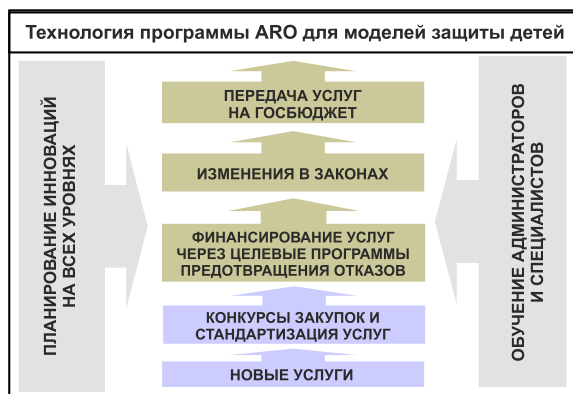 Технология программы ARO для моделей защиты детей
ПЛАНИРОВАНИЕ ИННОВАЦИЙ
НА ВСЕХ УРОВНЯХ
ПЕРЕДАЧА УСЛУГ
НА ГОСБЮДЖЕТ
ИЗМЕНЕНИЯ В ЗАКОНАХ
ФИНАНСИРОВАНИЕ УСЛУГ
ЧЕРЕЗ ЦЕЛЕВЫЕ ПРОГРАММЫ
ПРЕДОТВРАЩЕНИЯ ОТКАЗОВ
КОНКУРСЫ ЗАКУПОК И
СТАНДАРТИЗАЦИЯ УСЛУГ
НОВЫЕ УСЛУГИ
ОБУЧЕНИЕ АДМИНИСТРАТОРОВ
И СПЕЦИАЛИСТОВ